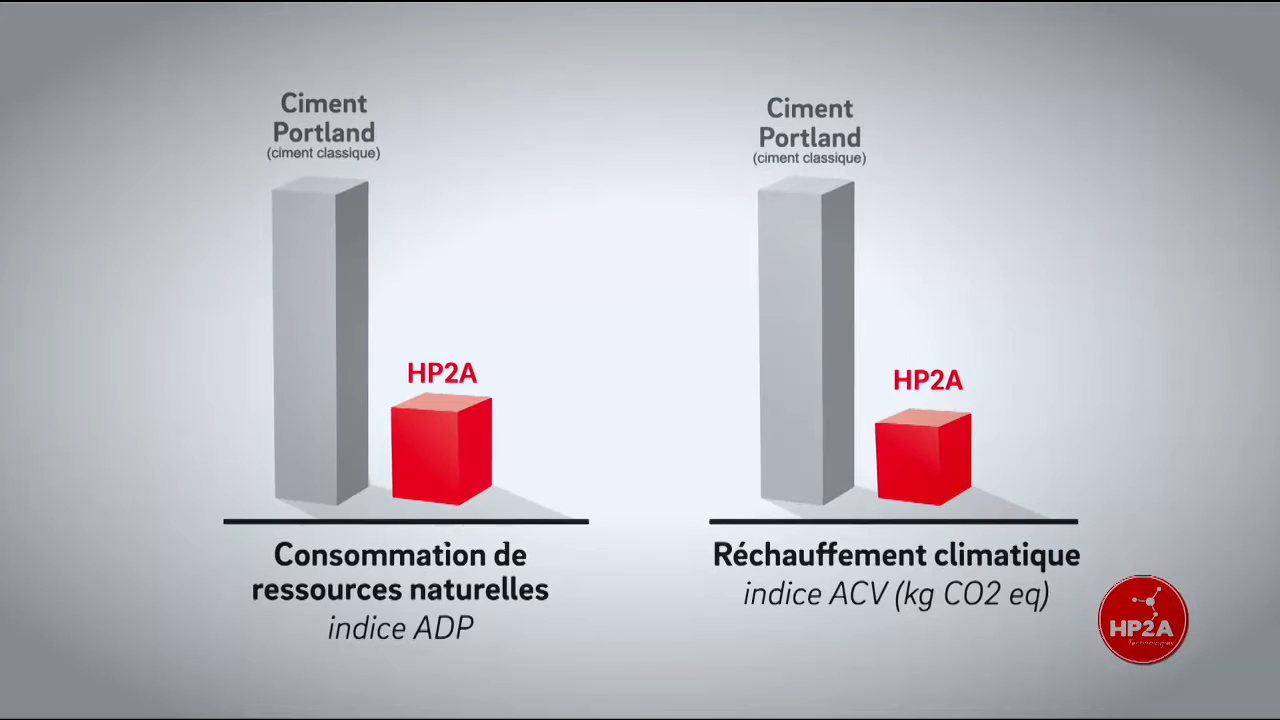 Ciment
Portland
(ciment classique)
HP2A
Consommation de
ressources naturelles
indice ADP
Ciment
Portland
(ciment classique)
HP2A
Réchauffement climatique
indice ACV (kg CO2 eq)
HP2A
Technologies